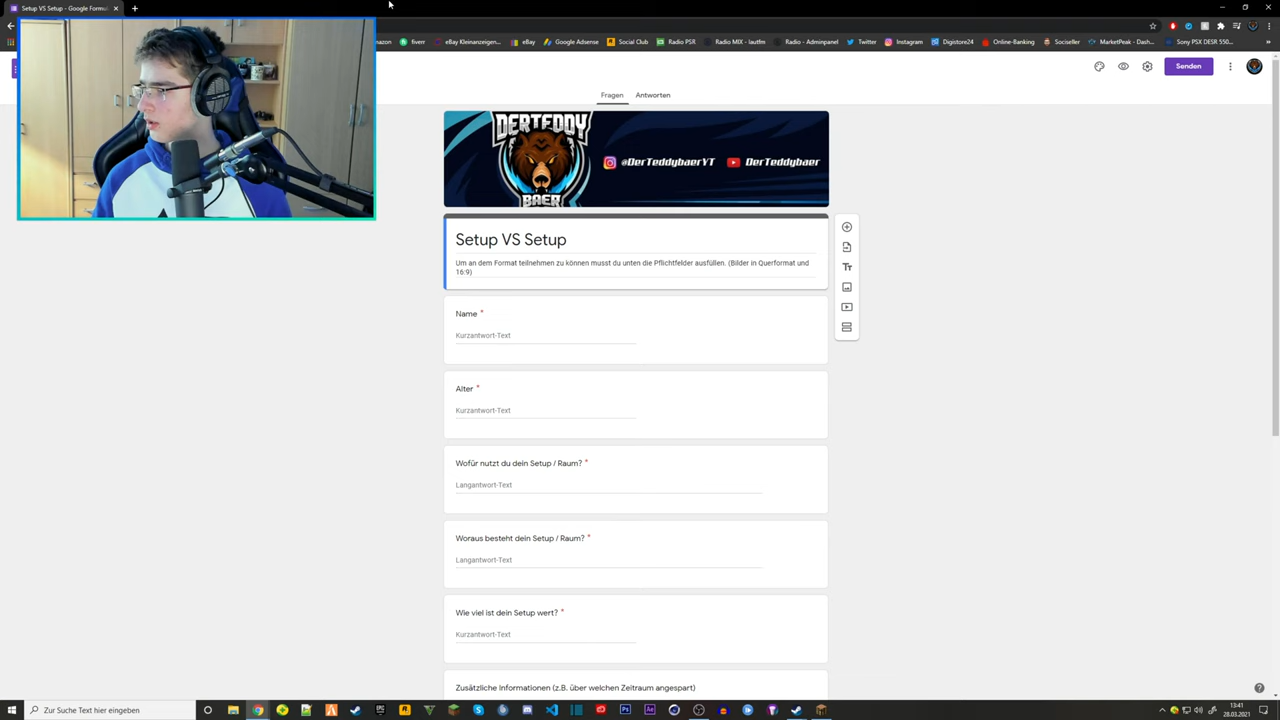 Setup VS Setup - Google Formul
amazon
fiverr
eBay Kleinanzeigen...
eBay
Google Adsense
Social Club
Radio PSR
Radio MIX - lautfm
Radio - Adminpanel
Twitter
Instagram
Digistore24
Online-Banking
Sociseller
MarketPeak - Dash...
Sony PSX DESR 550...
Senden
Fragen
Antworten
DERTEDDY
BAER
@DerTeddybaerYT
DerTeddybaer
Setup VS Setup
Um an dem Format teilnehmen zu können musst du unten die Pflichtfelder ausfüllen. (Bilder in Querformat und
16:9)
Name *
Kurzantwort-Text
Alter *
Kurzantwort-Text
Wofür nutzt du dein Setup / Raum? *
Langantwort-Text
Woraus besteht dein Setup / Raum? *
Langantwort-Text
Wie viel ist dein Setup wert? *
Kurzantwort-Text
Zusätzliche Informationen (z.B. über welchen Zeitraum angespart)
Zur Suche Text hier eingeben
13:41
28.03.2021